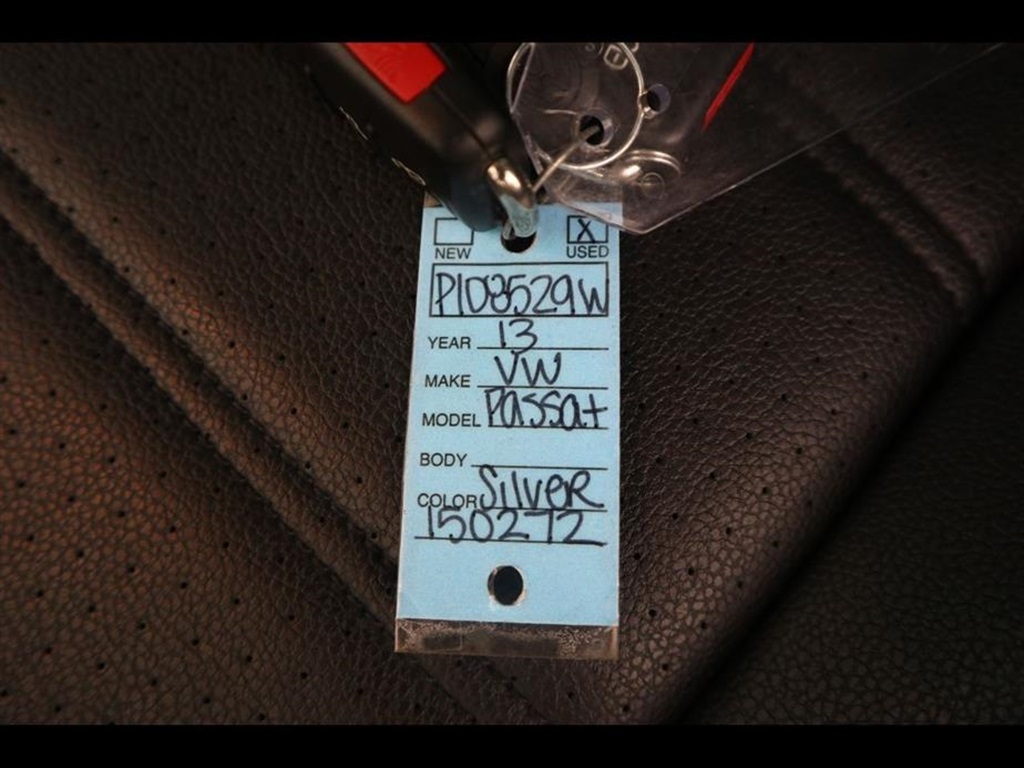 X
NEW USED
P108529W
YEAR 13
MAKE VW
MODEL Passat
BODY
COLOR Silver
150272